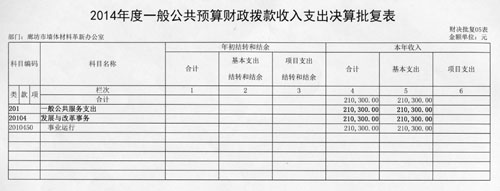 2014年度一般公共预算财政拨款收入支出决算批复表
财决批复05表
部门：廊坊市墙体材料革新办公室 金额单位：元
科目编码 科目名称 年初结转和结余 本年收入
合计 基本支出结转和结余 项目支出结转和结余 合计 基本支出 项目支出
类 款 项 栏次 1 2 3 4 5 6
合计 210,300.00 210,300.00
201 一般公共服务支出 210,300.00 210,300.00
20104 发展与改革事务 210,300.00 210,300.00
2010450 事业运行 210,300.00 210,300.00